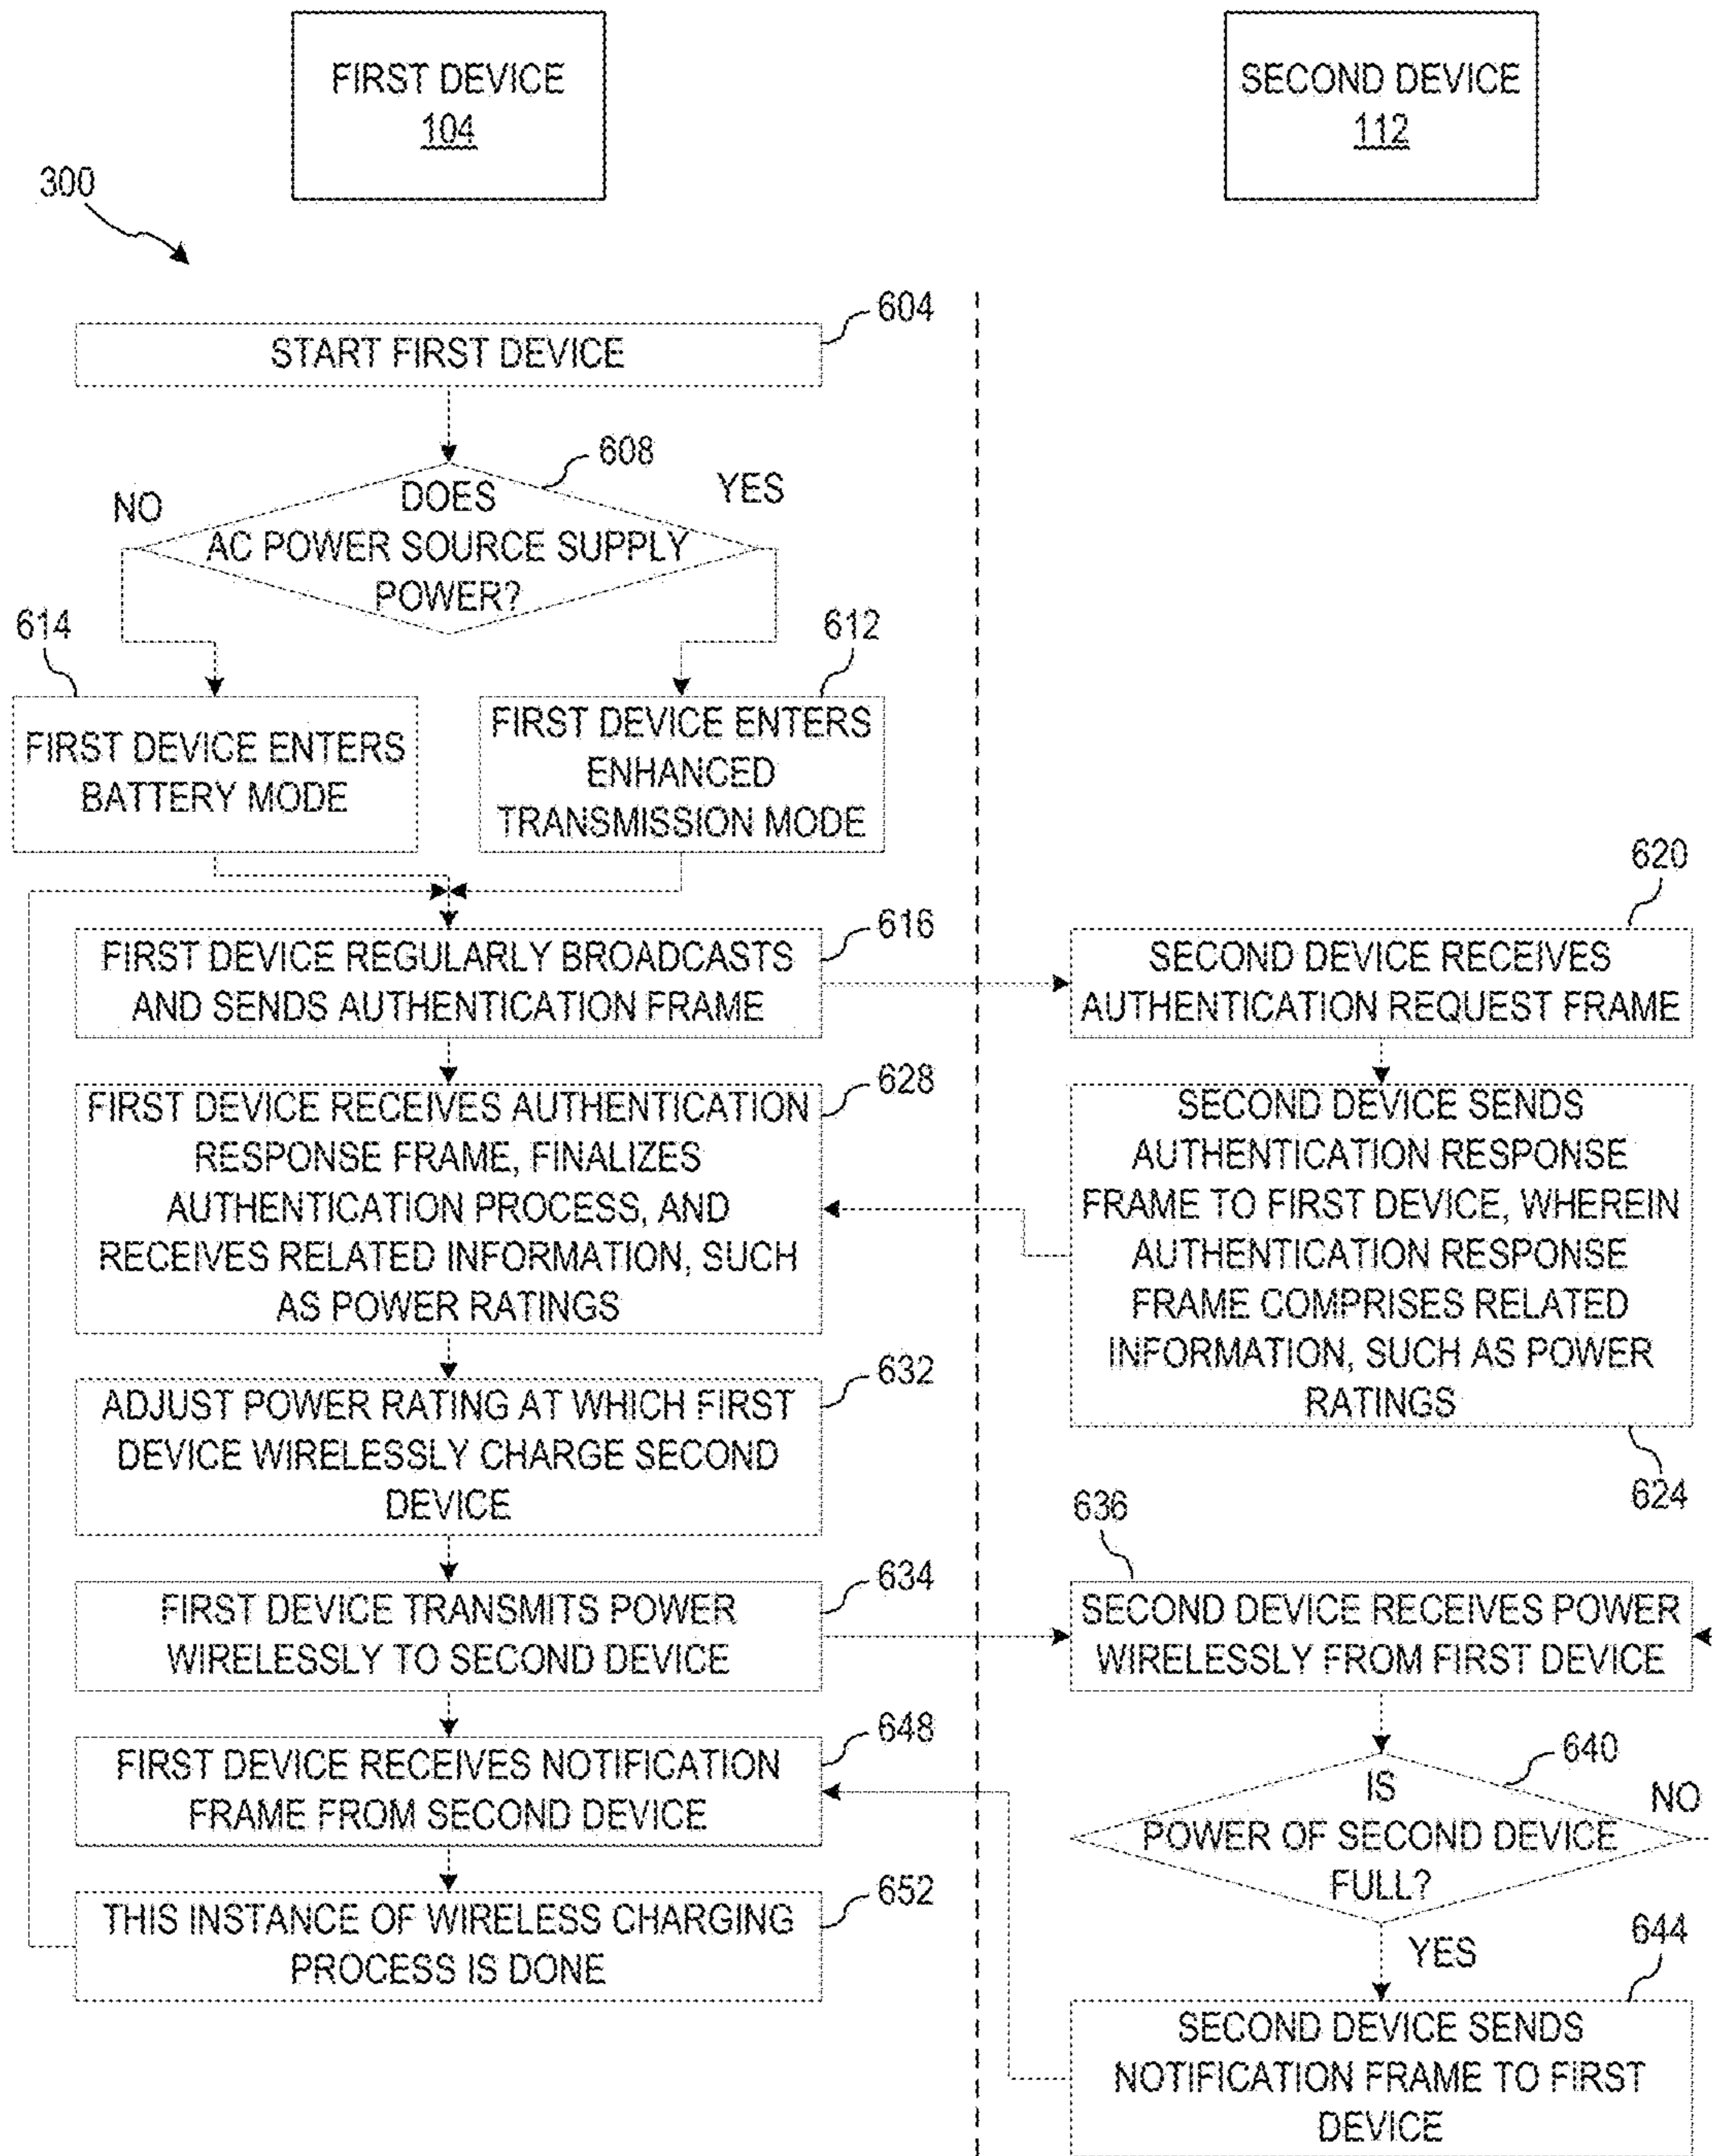 FIRST DEVICE
104
SECOND DEVICE
112
300
604
START FIRST DEVICE
608
NO
YES
DOES
AC POWER SOURCE SUPPLY
POWER?
614
612
FIRST DEVICE ENTERS
BATTERY MODE
FIRST DEVICE ENTERS
ENHANCED
TRANSMISSION MODE
616
FIRST DEVICE REGULARLY BROADCASTS
AND SENDS AUTHENTICATION FRAME
620
SECOND DEVICE RECEIVES
AUTHENTICATION REQUEST FRAME
628
FIRST DEVICE RECEIVES AUTHENTICATION
RESPONSE FRAME, FINALIZES
AUTHENTICATION PROCESS, AND
RECEIVES RELATED INFORMATION, SUCH
AS POWER RATINGS
SECOND DEVICE SENDS
AUTHENTICATION RESPONSE
FRAME TO FIRST DEVICE, WHEREIN
AUTHENTICATION RESPONSE
FRAME COMPRISES RELATED
INFORMATION, SUCH AS POWER
RATINGS
624
632
ADJUST POWER RATING AT WHICH FIRST
DEVICE WIRELESSLY CHARGE SECOND
DEVICE
634
FIRST DEVICE TRANSMITS POWER
WIRELESSLY TO SECOND DEVICE
636
SECOND DEVICE RECEIVES POWER
WIRELESSLY FROM FIRST DEVICE
648
FIRST DEVICE RECEIVES NOTIFICATION
FRAME FROM SECOND DEVICE
640
IS
POWER OF SECOND DEVICE
FULL?
NO
YES
652
THIS INSTANCE OF WIRELESS CHARGING
PROCESS IS DONE
644
SECOND DEVICE SENDS
NOTIFICATION FRAME TO FIRST
DEVICE